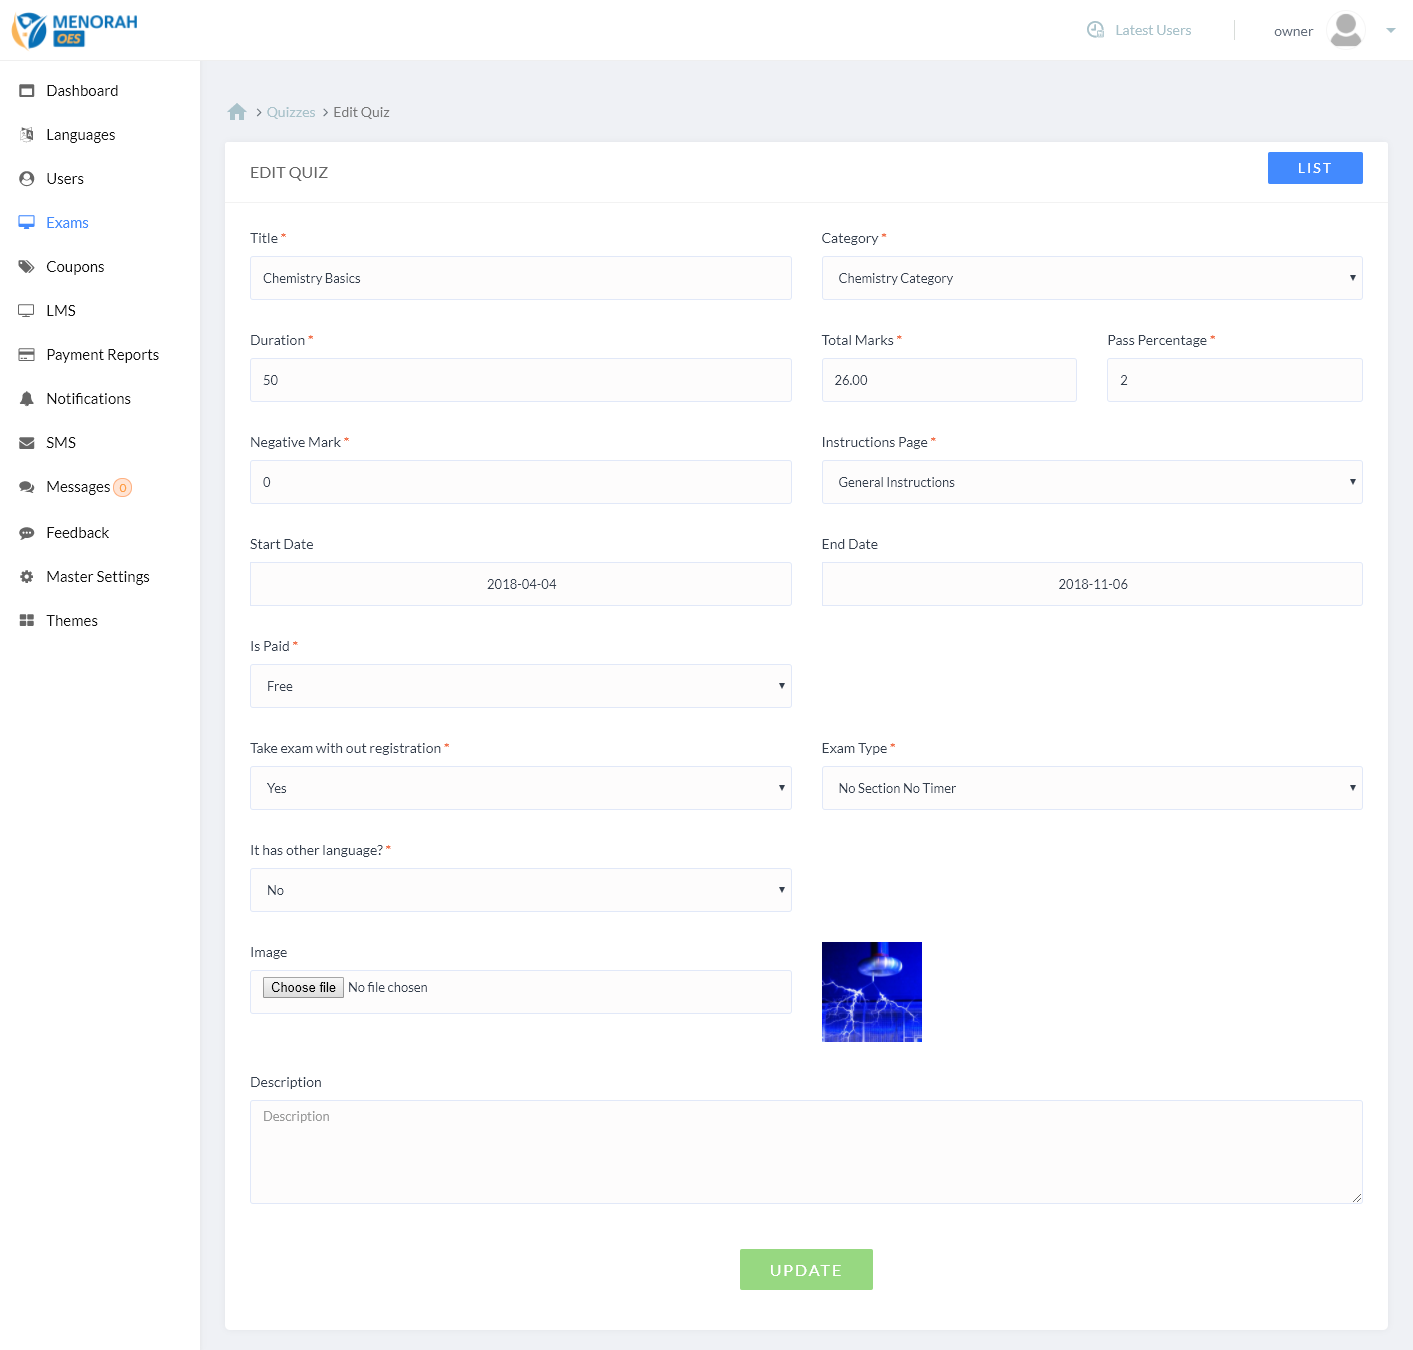 MENORAH
OES
Latest Users
owner
Dashboard
Languages
Users
Exams
Coupons
LMS
Payment Reports
Notifications
SMS
Messages 0
Feedback
Master Settings
Themes
Quizzes
Edit Quiz
EDIT QUIZ
LIST
Title *
Category *
Chemistry Basics
Chemistry Category
Duration *
Total Marks *
Pass Percentage *
50
26.00
2
Negative Mark *
Instructions Page *
0
General Instructions
Start Date
End Date
2018-04-04
2018-11-06
Is Paid *
Free
Take exam with out registration *
Exam Type *
Yes
No Section No Timer
It has other language? *
No
Image
Choose file No file chosen
Description
Description
UPDATE